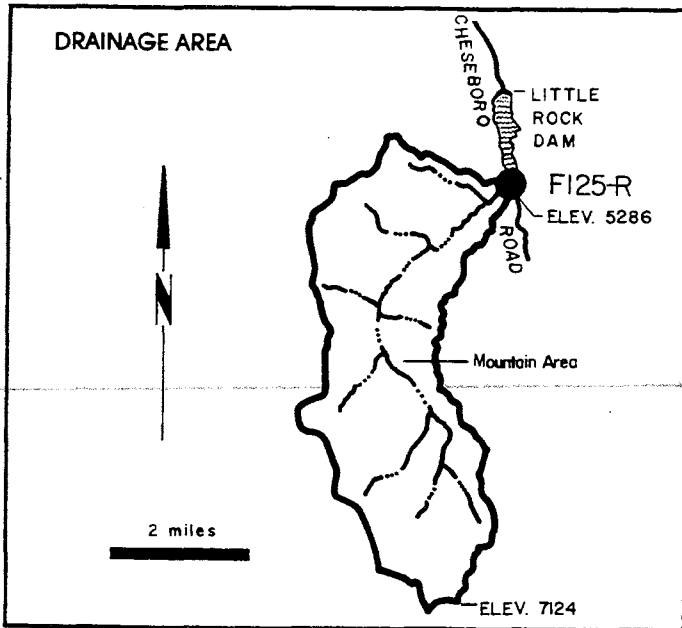 DRAINAGE AREA
CHESEBORO
LITTLE
ROCK
DAM
F125-R
ELEV. 5286
ROAD
N
Mountain Area
2 miles
ELEV. 7124